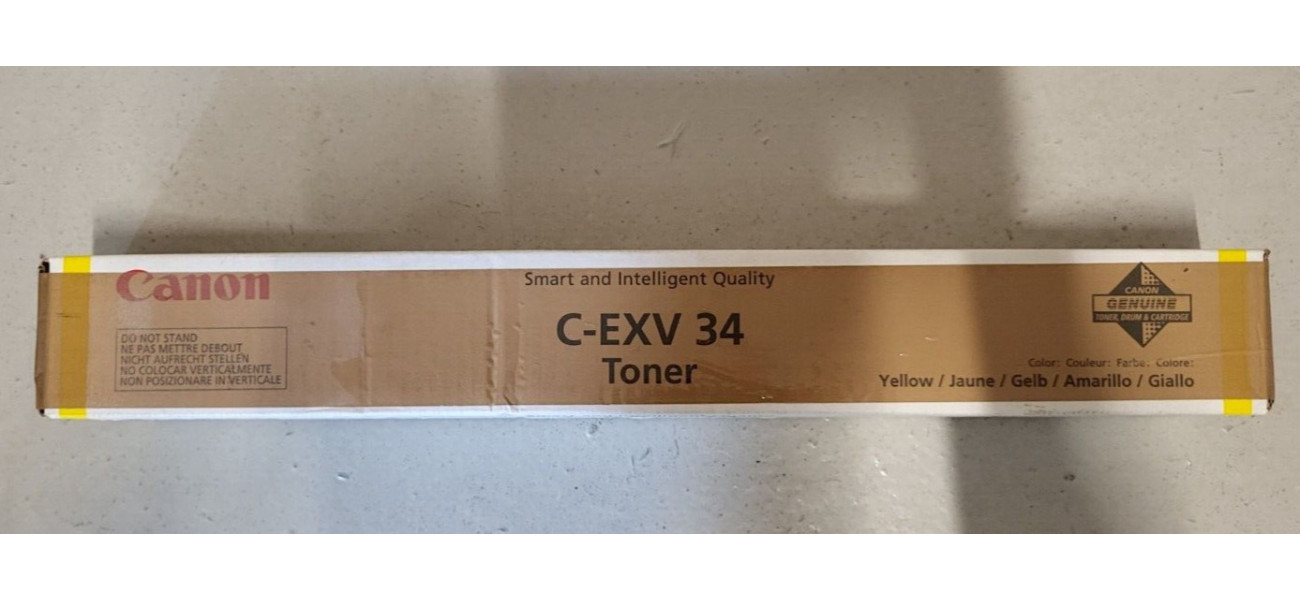 Canon
DO NOT STAND
NE PAS METTRE DEBOUT
NICHT AUFRECHT STELLEN
NO COLOCAR VERTICALMENTE
NON POSIZIONARE IN VERTICALE
Smart and Intelligent Quality
C-EXV 34
Toner
CANON
GENUINE
TONER, DRUM & CARTRIDGE
Color: Couleur: Farbe: Colore:
Yellow / Jaune / Gelb / Amarillo / Giallo